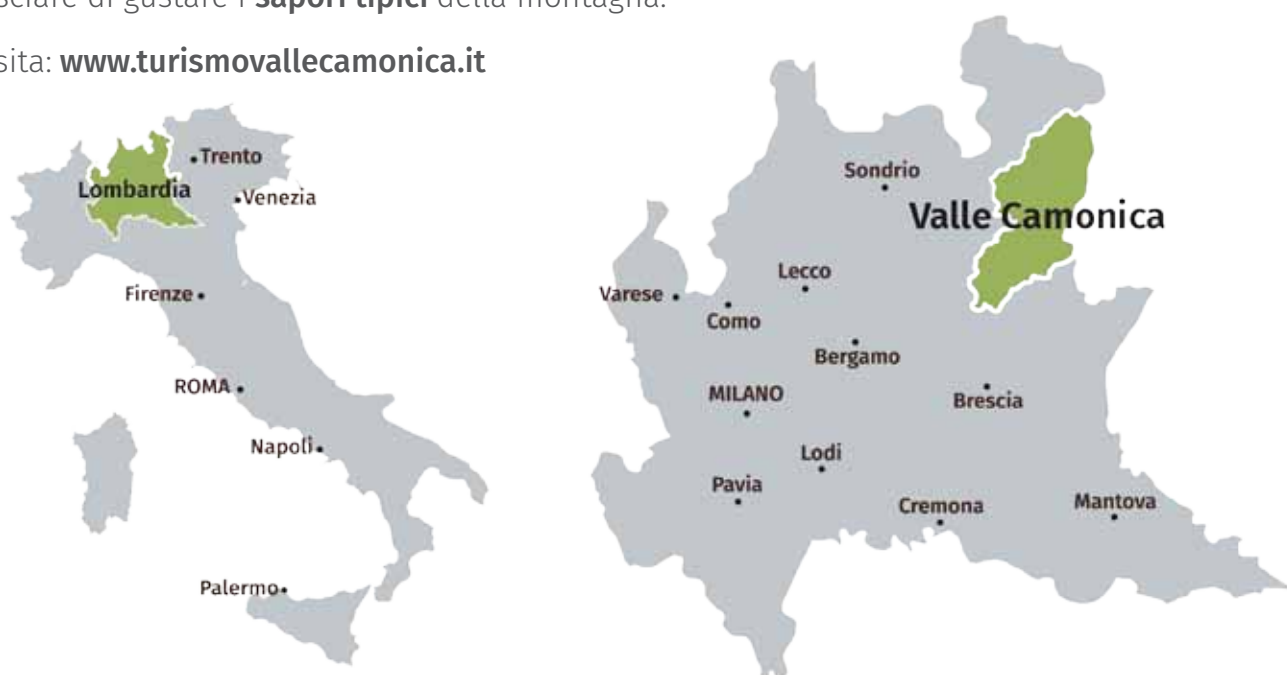 sciare di gustare i sapori tipici della montagna.
sita: www.turismovallecamonica.it
Trento
Lombardia
Venezia
Firenze
ROMA
Napoli
Palermo
Sondrio
Valle Camonica
Lecco
Varese
Como
Bergamo
MILANO
Brescia
Lodi
Pavia
Cremona
Mantova